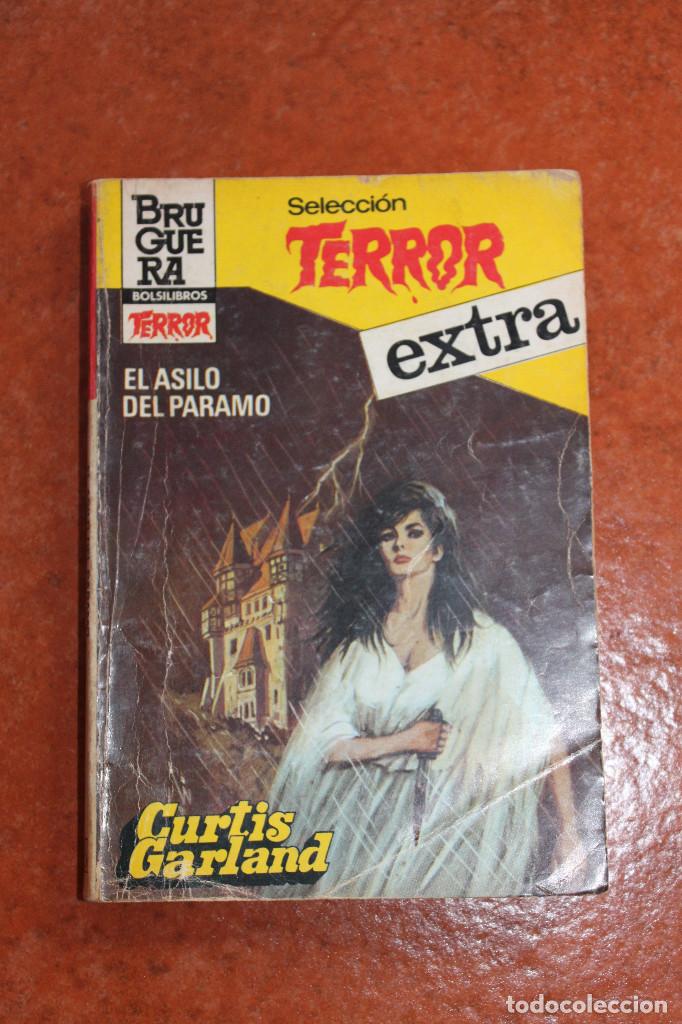 BRU
GUE
RA
BOLSILIBROS
TERROR
Selección
TERROR
extra
EL ASILO
DEL PARAMO
Curtis
Garland
todocoleccion